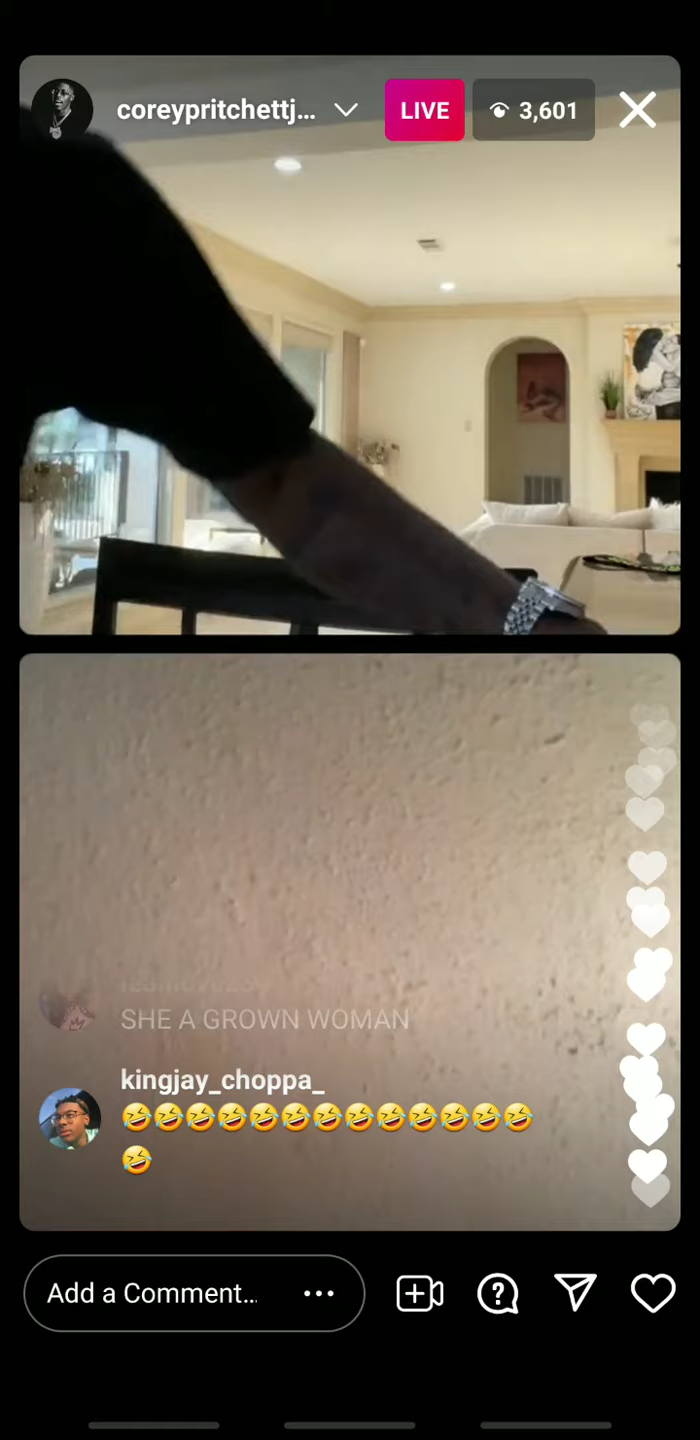 coreypritchettj...
LIVE
3,601
SHE A GROWN WOMAN
kingjay_choppa_
🤣🤣🤣🤣🤣🤣🤣🤣🤣🤣🤣🤣🤣
🤣
Add a Comment...